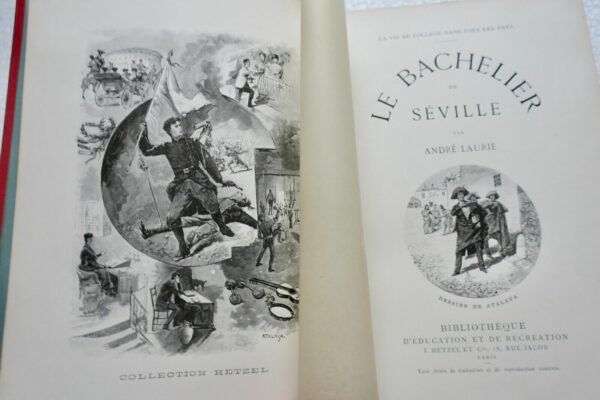 ATALAYA.
COLLECTION HETZEL
LA VIE DE COLLÈGE DANS TOUS LES PAYS
LE BACHELIER
DE
SÉVILLE
PAR
ANDRÉ LAURIE
DESSINS DE ATALAYA
BIBLIOTHÈQUE
D'ÉDUCATION ET DE RÉCRÉATION
J. HETZEL ET Cie, 18, RUE JACOB
PARIS
Tous droits de traduction et de reproduction réservés.